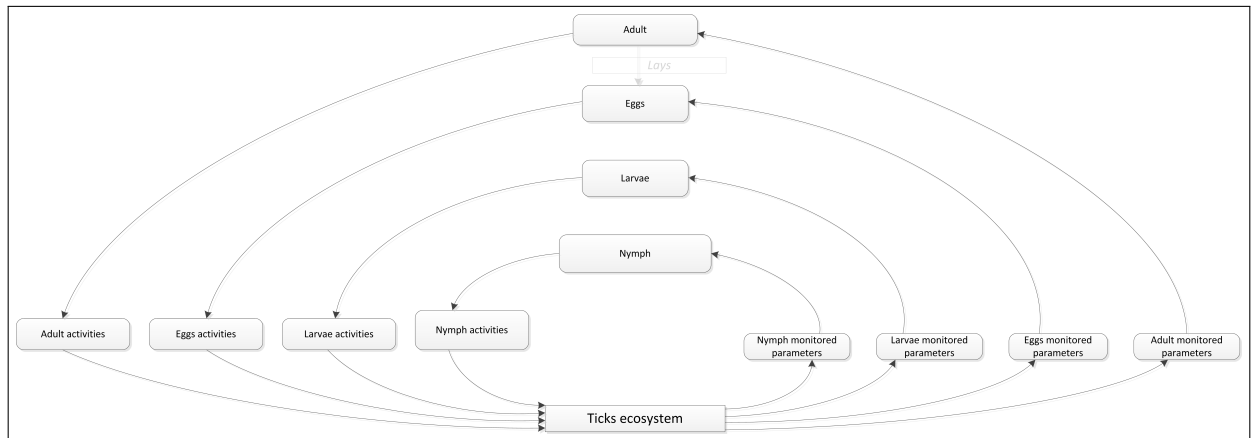 Adult
Lays
Eggs
Larvae
Nymph
Adult activities
Eggs activities
Larvae activities
Nymph activities
Nymph monitored
parameters
Larvae monitored
parameters
Eggs monitored
parameters
Adult monitored
parameters
Ticks ecosystem